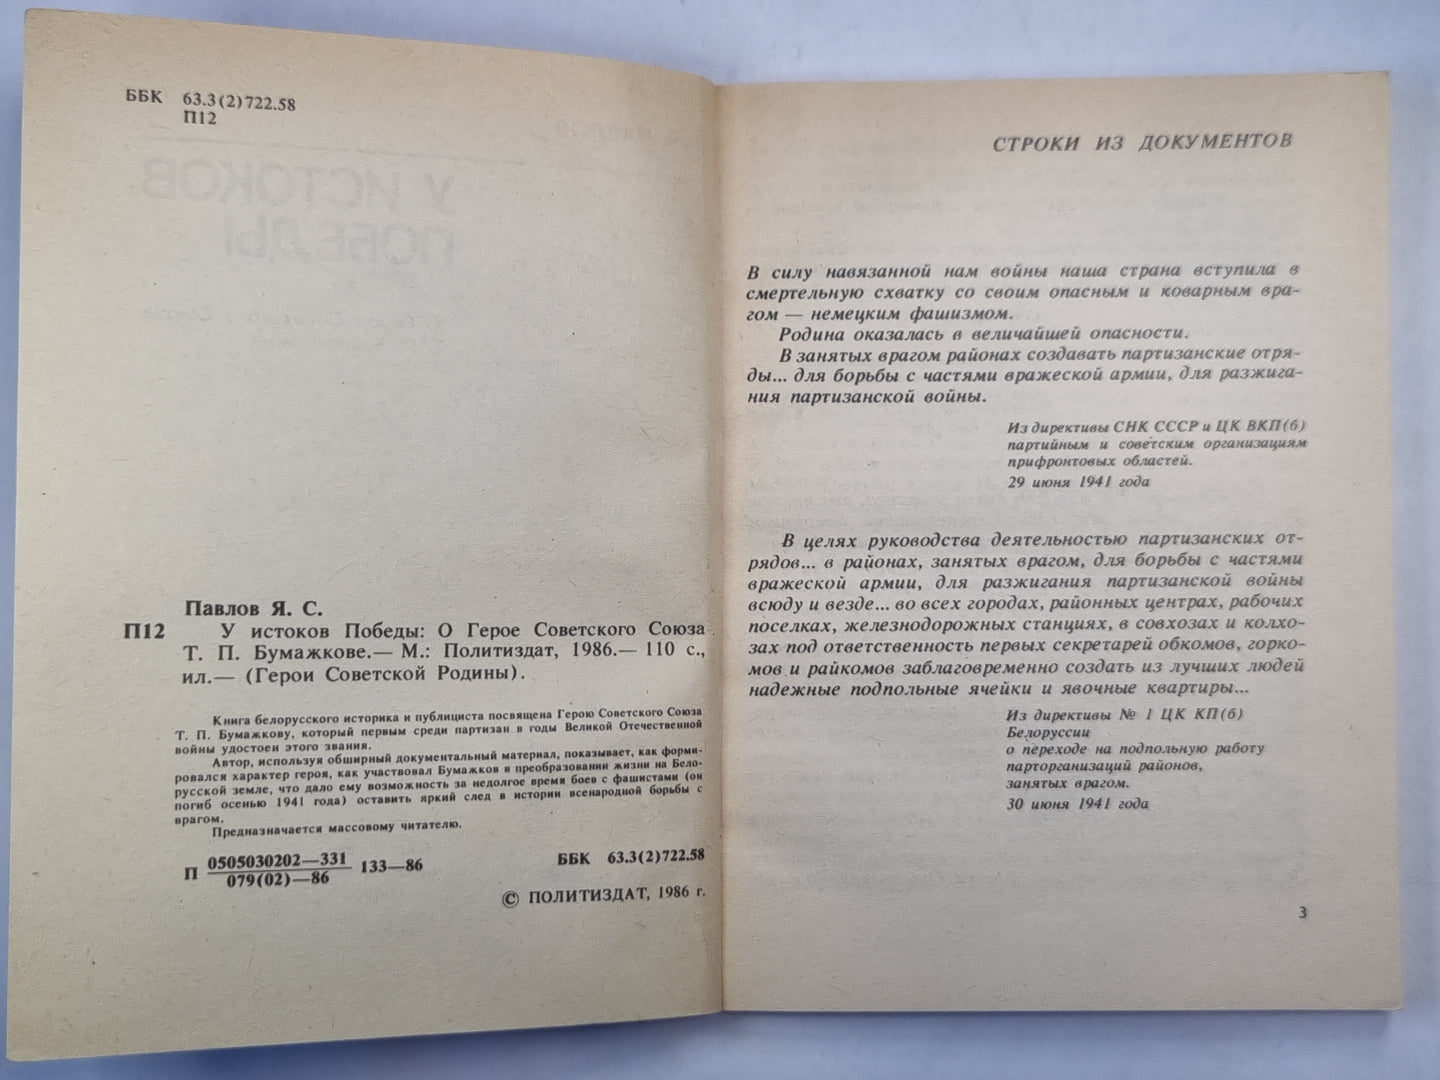 ББК 63.3(2)722.58
П12
У ИСТОКОВ
ПОБЕДЫ
Павлов Я. С.
П12 У истоков Победы: О Герое Советского Союза
Т. П. Бумажкове.— М.: Политиздат, 1986.— 110 с.,
ил.— (Герои Советской Родины).
Книга белорусского историка и публициста посвящена Герою Советского Союза
Т. П. Бумажкову, который первым среди партизан в годы Великой Отечественной
войны удостоен этого звания.
Автор, используя обширный документальный материал, показывает, как форми-
ровался характер героя, как участвовал Бумажков в преобразовании жизни на Бело-
русской земле, что дало ему возможность за недолгое время боев с фашистами (он
погиб осенью 1941 года) оставить яркий след в истории всенародной борьбы с
врагом.
Предназначается массовому читателю.
П 0505030202—331 133—86
079(02)—86
ББК 63.3(2)722.58
© ПОЛИТИЗДАТ, 1986 г.
СТРОКИ ИЗ ДОКУМЕНТОВ
В силу навязанной нам войны наша страна вступила в
смертельную схватку со своим опасным и коварным вра-
гом — немецким фашизмом.
Родина оказалась в величайшей опасности.
В занятых врагом районах создавать партизанские отря-
ды... для борьбы с частями вражеской армии, для разжига-
ния партизанской войны.
Из директивы СНК СССР и ЦК ВКП(б)
партийным и советским организациям
прифронтовых областей.
29 июня 1941 года
В целях руководства деятельностью партизанских от-
рядов... в районах, занятых врагом, для борьбы с частями
вражеской армии, для разжигания партизанской войны
всюду и везде... во всех городах, районных центрах, рабочих
поселках, железнодорожных станциях, в совхозах и колхо-
зах под ответственность первых секретарей обкомов, горко-
мов и райкомов заблаговременно создать из лучших людей
надежные подпольные ячейки и явочные квартиры...
Из директивы № 1 ЦК КП(б)
Белоруссии
о переходе на подпольную работу
парторганизаций районов,
занятых врагом.
30 июня 1941 года
3